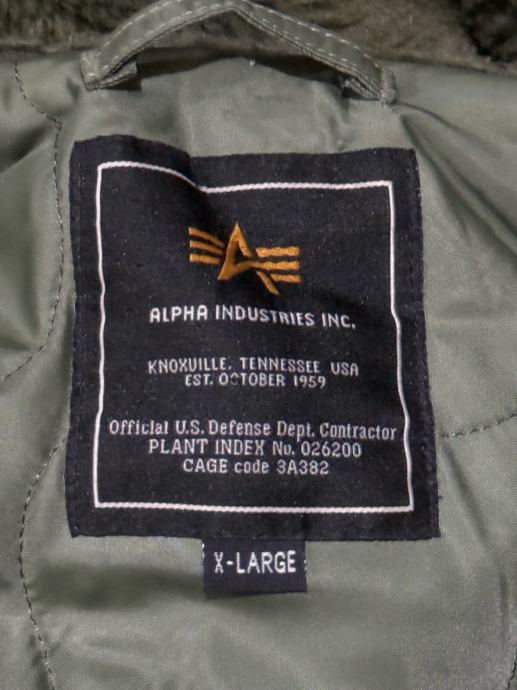 ALPHA INDUSTRIES INC.
KNOXVILLE, TENNESSEE USA
EST. OCTOBER 1959
Official U.S. Defense Dept. Contractor
PLANT INDEX No. 026200
CAGE code 3A382
X-LARGE